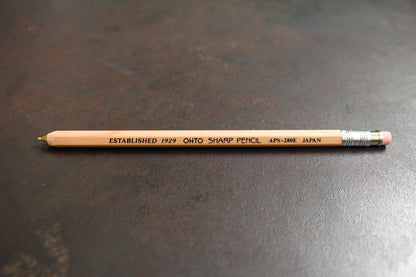 ESTABLISHED 1929 OHTO SHARP PENCIL APS-280E JAPAN